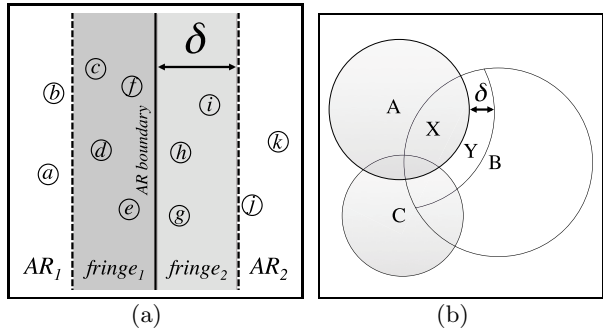 δ
c
f
b
i
AR boundary
k
d
h
a
e
g
j
AR₁ fringe₁ fringe₂ AR₂
(a)
A
δ
X
Y
B
C
(b)